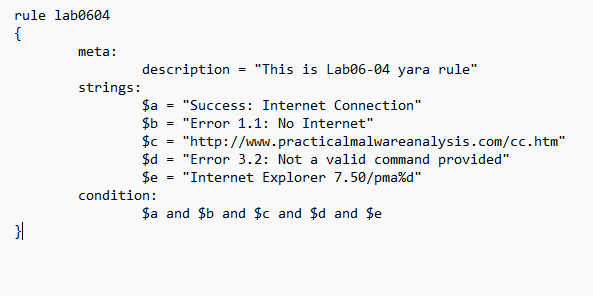 rule lab0604
{
meta:
description = "This is Lab06-04 yara rule"
strings:
$a = "Success: Internet Connection"
$b = "Error 1.1: No Internet"
$c = "http://www.practicalmalwareanalysis.com/cc.htm"
$d = "Error 3.2: Not a valid command provided"
$e = "Internet Explorer 7.50/pma%d"
condition:
$a and $b and $c and $d and $e
}